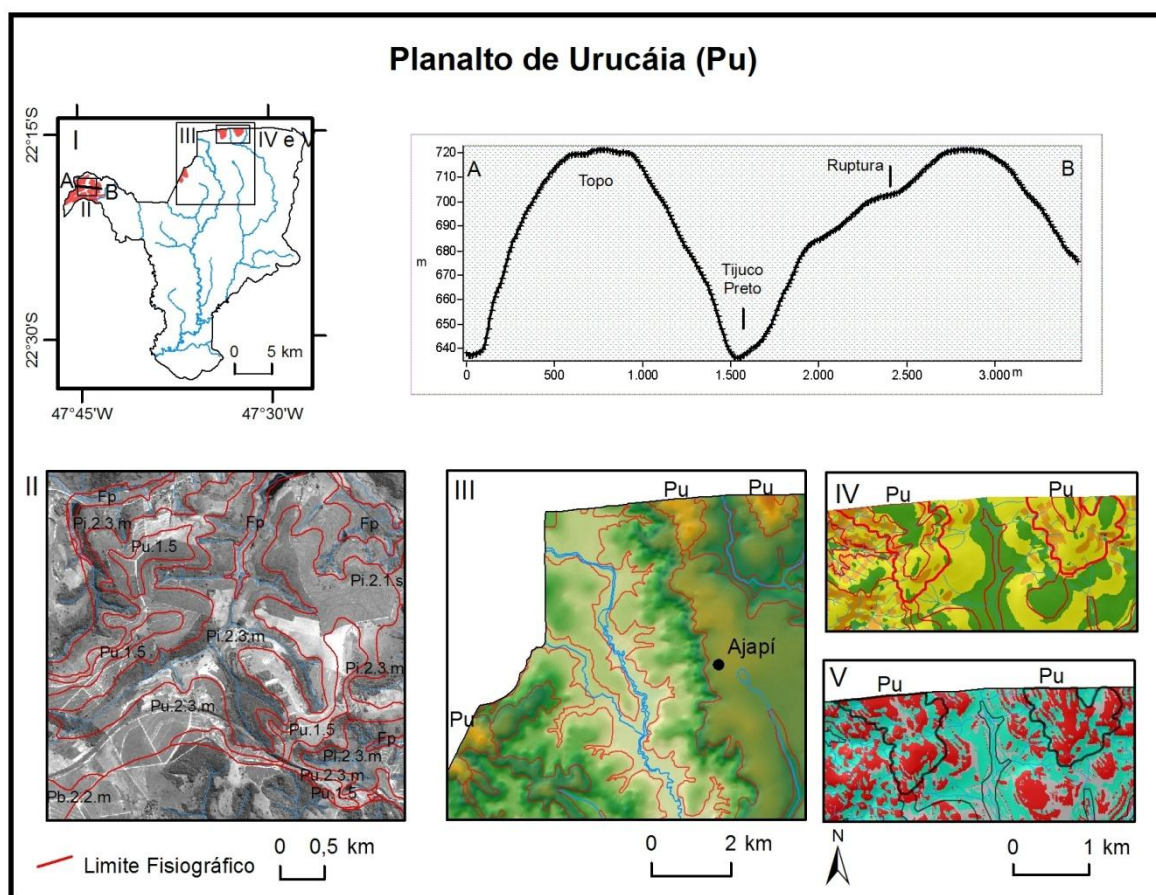 Planalto de Urucáia (Pu)
22°15'S
22°30'S
47°45'W
47°30'W
I
III
IV e V
A
B
II
0 5 km
A
B
Topo
Ruptura
Tijuco
Preto
m
720
710
700
690
680
670
660
650
640
0
500
1.000
1.500
2.000
2.500
3.000 m
II
Fp
Fp
Fp
Pi.2.3.m
Pu.1.5
Pi.2.1.s
Pi.2.3.m
Pu.1.5
Pi.2.3.m
Pu.2.3.m
Pu.1.5
Fp
Pi.2.3.m
Pu.2.3.m
Pu.1.5
Pb.2.2.m
Limite Fisiográfico
0 0,5 km
III
Pu
Pu
Ajapí
Pu
0 2 km
IV
Pu
Pu
V
Pu
Pu
N
0 1 km